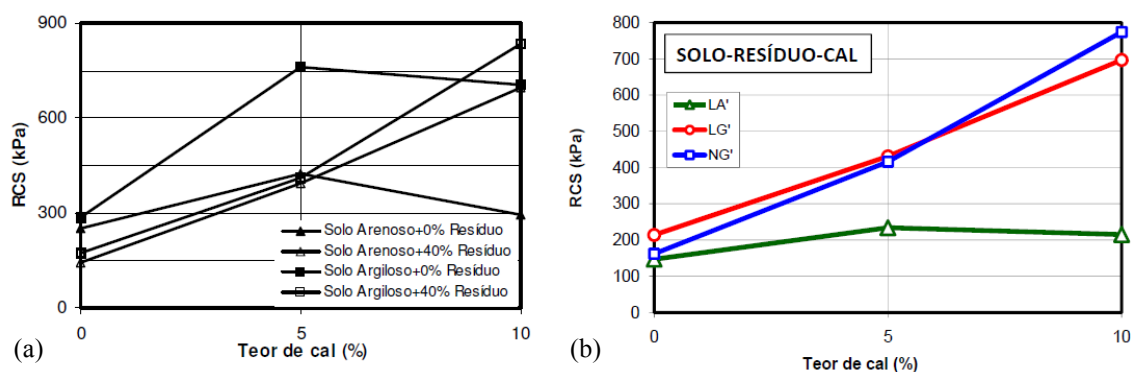 900
600
300
0
RCS (kPa)
Solo Arenoso+0% Resíduo
Solo Arenoso+40% Resíduo
Solo Argiloso+0% Resíduo
Solo Argiloso+40% Resíduo
0 5 10
Teor de cal (%)
(a)
800
700
600
500
400
300
200
100
0
RCS (kPa)
SOLO-RESÍDUO-CAL
LA'
LG'
NG'
0 5 10
Teor de cal (%)
(b)